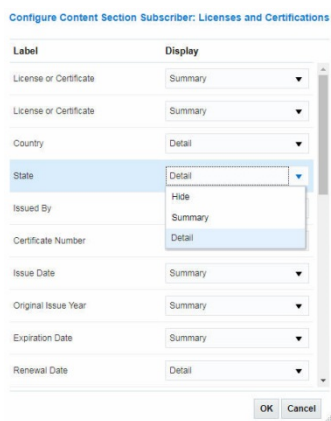 Configure Content Section Subscriber: Licenses and Certifications
Label Display
License or Certificate Summary
License or Certificate Summary
Country Detail
State Detail
Hide
Issued By
Summary
Certificate Number Detail
Issue Date Summary
Original Issue Year Summary
Expiration Date Summary
Renewal Date Detail
OK Cancel